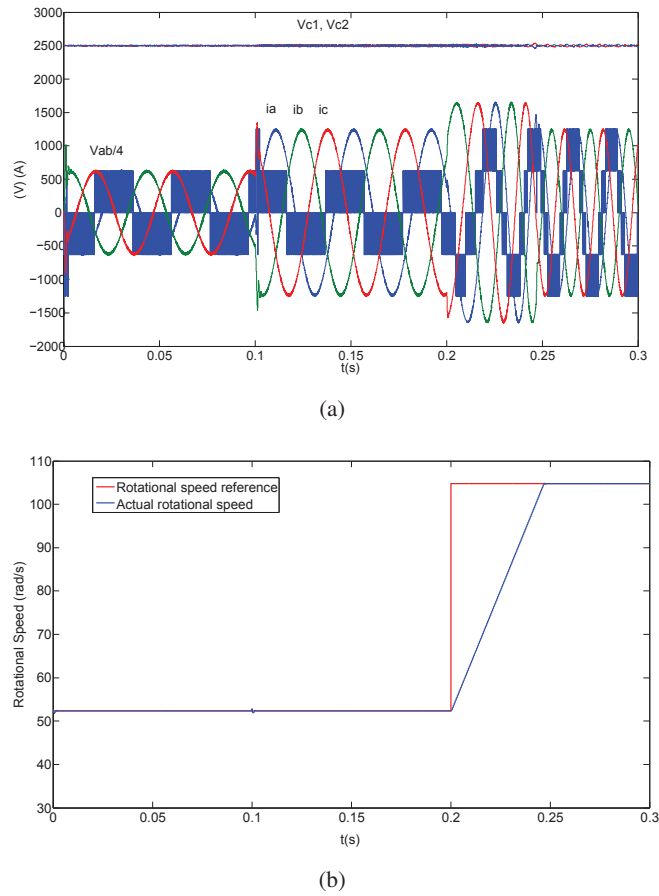 Vc1, Vc2
3000
2500
2000
1500
1000
500
0
−500
−1000
−1500
−2000
(V) (A)
Vab/4
ia ib ic
0 0.05 0.1 0.15 0.2 0.25 0.3
t(s)
(a)
110
100
90
80
70
60
50
40
30
Rotational Speed (rad/s)
Rotational speed reference
Actual rotational speed
0 0.05 0.1 0.15 0.2 0.25 0.3
t(s)
(b)